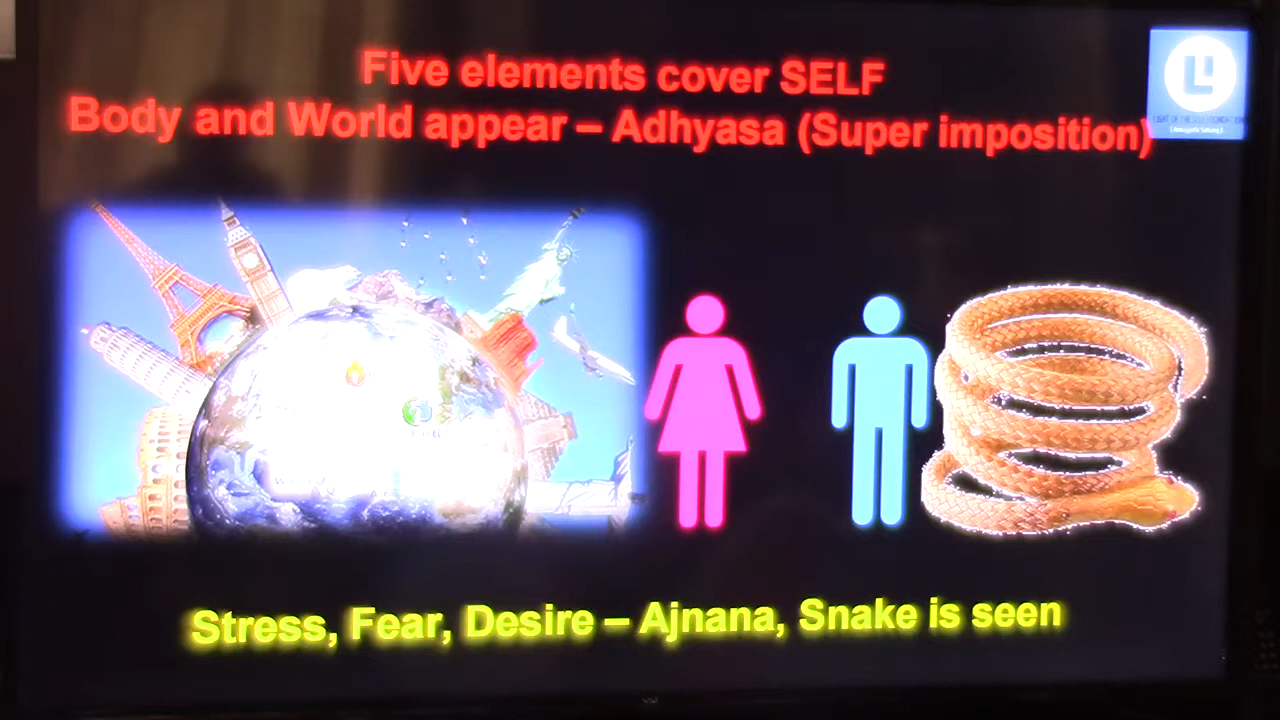 Five elements cover SELF
Body and World appear – Adhyasa (Super imposition)
Stress, Fear, Desire – Ajnana, Snake is seen